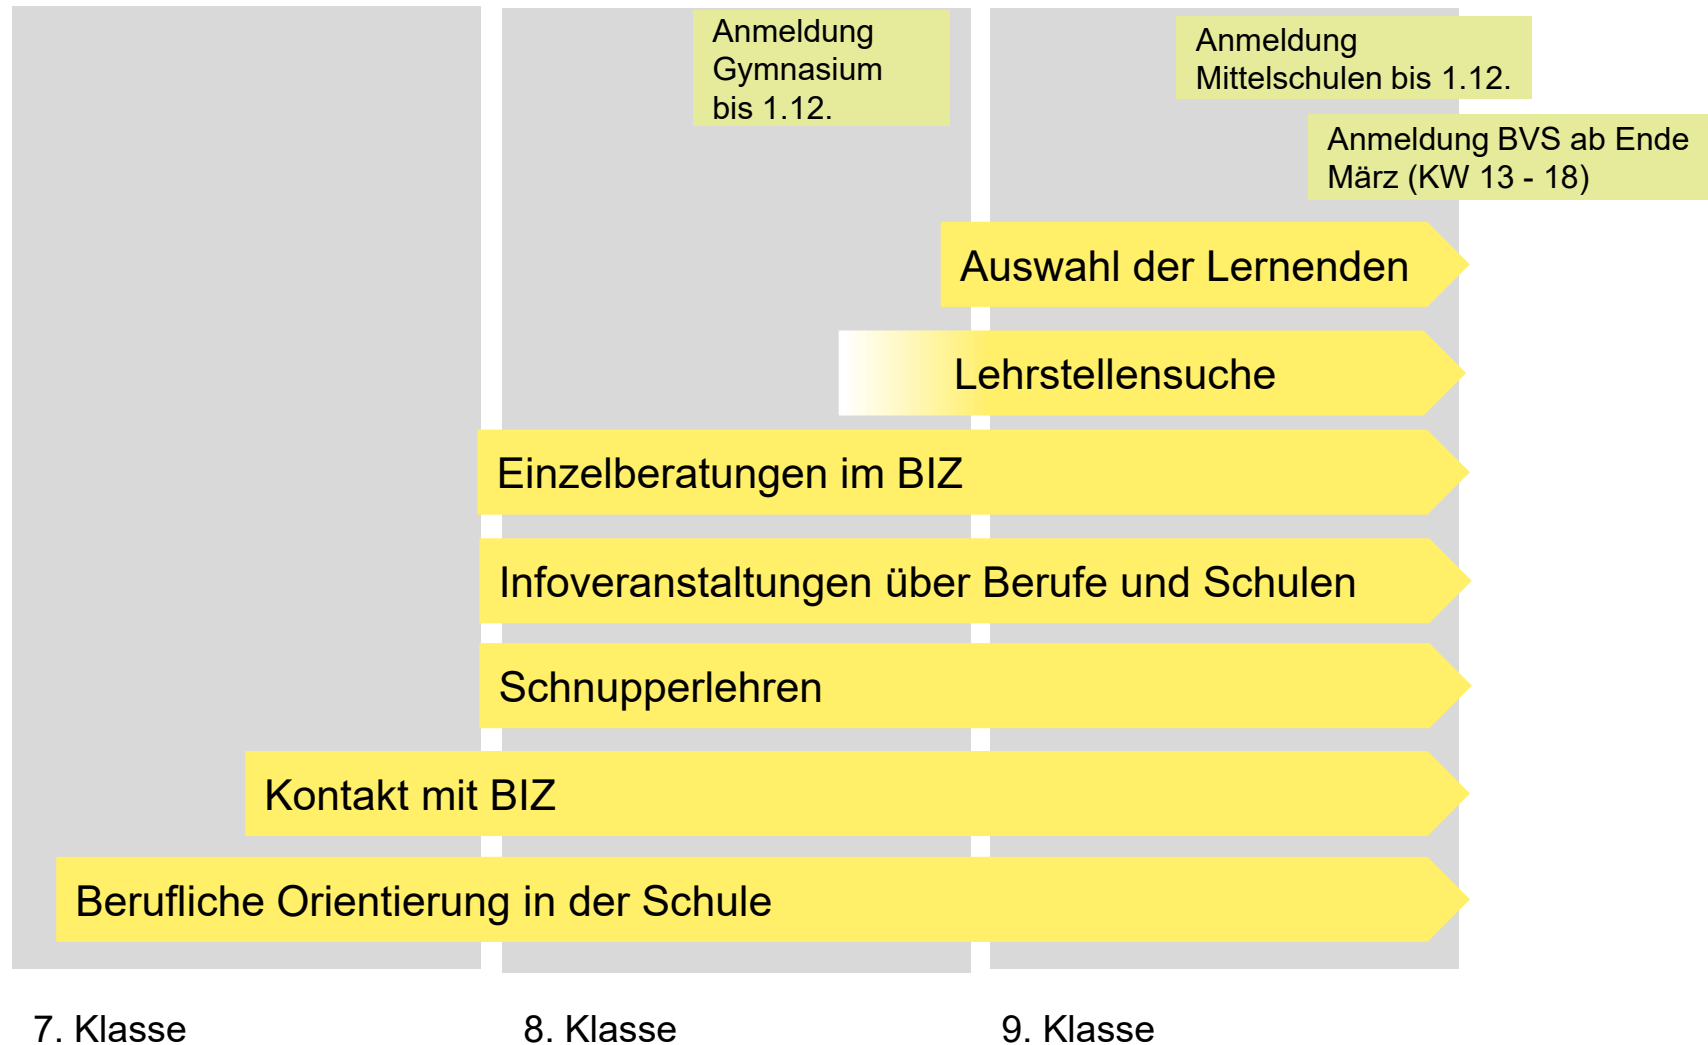 Anmeldung
Gymnasium
bis 1.12.
Anmeldung
Mittelschulen bis 1.12.
Anmeldung BVS ab Ende
März (KW 13 - 18)
Auswahl der Lernenden
Lehrstellensuche
Einzelberatungen im BIZ
Infoveranstaltungen über Berufe und Schulen
Schnupperlehren
Kontakt mit BIZ
Berufliche Orientierung in der Schule
7. Klasse
8. Klasse
9. Klasse